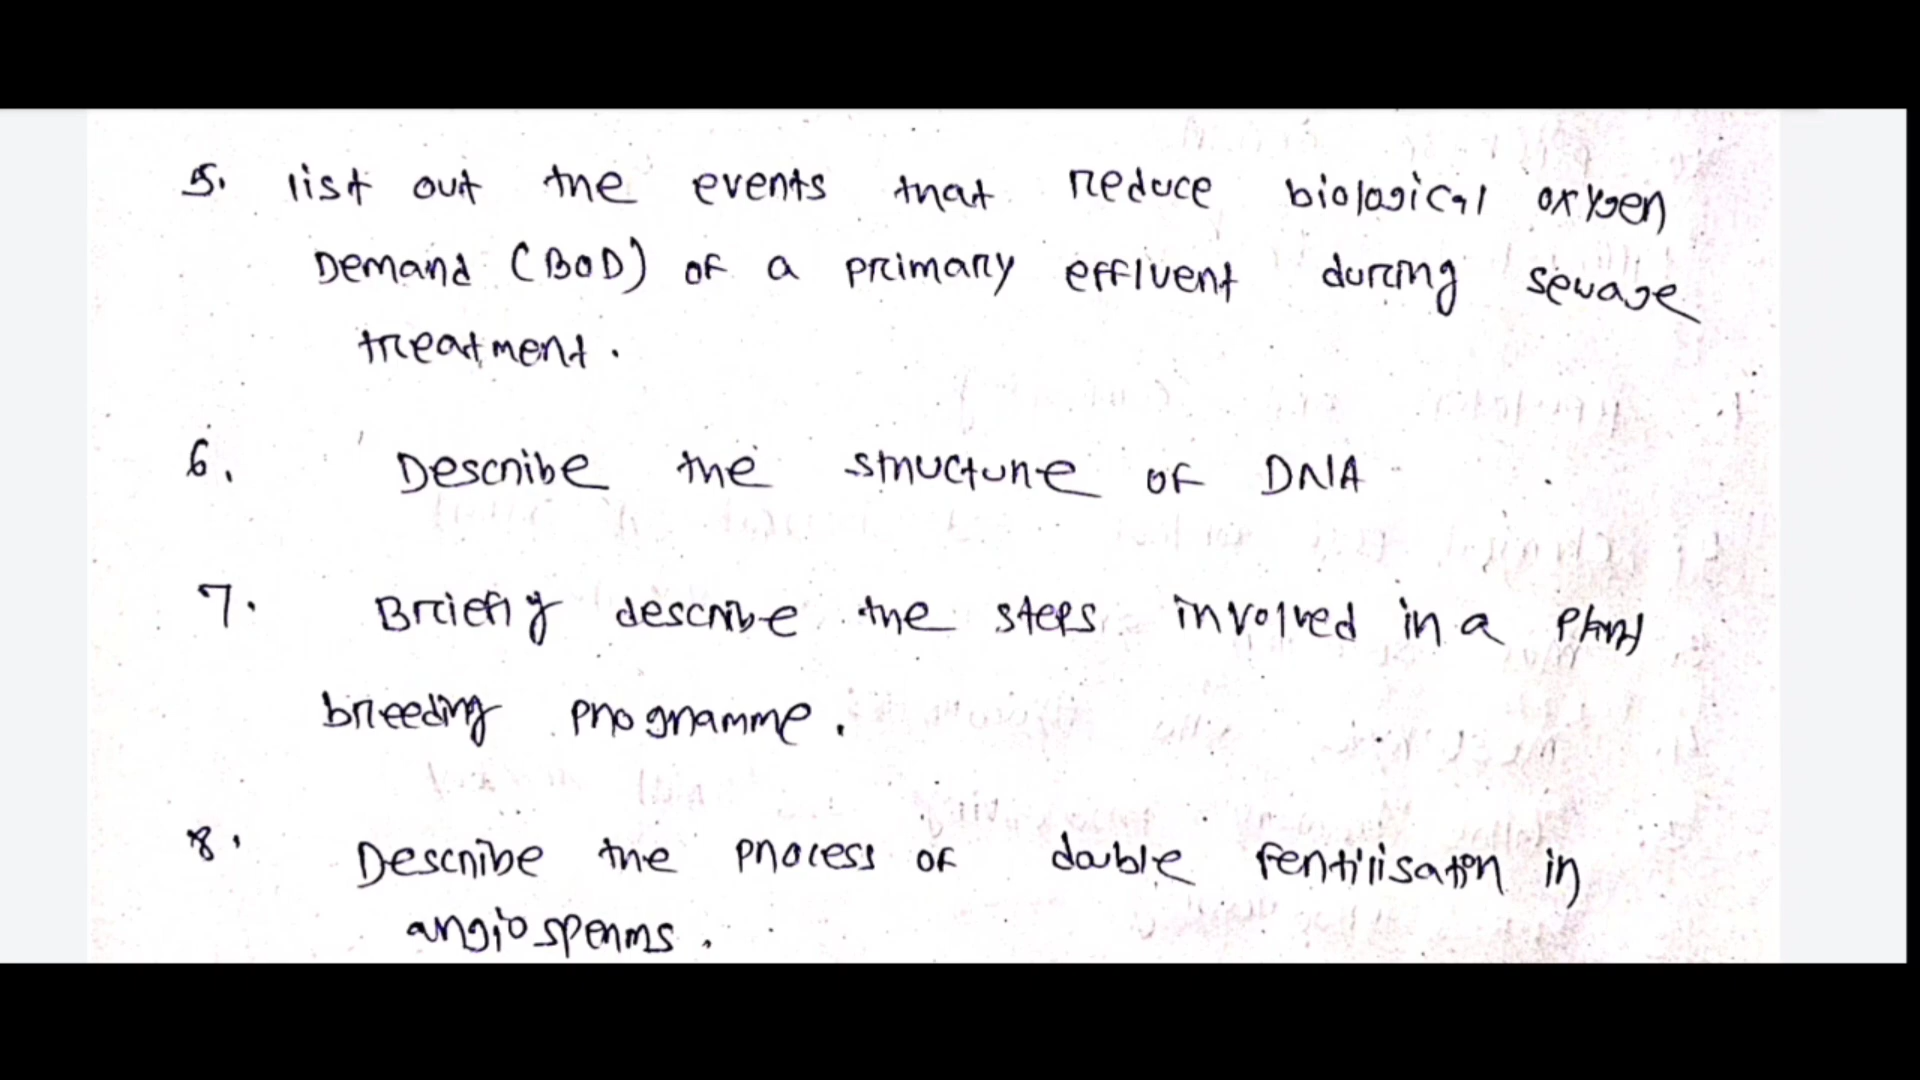 5. list out the events that reduce biological oxygen
Demand (BOD) of a primary effluent during sewage
treatment.
6. Describe the structure of DNA
7. Briefly describe the steps involved in a Plant
breeding programme.
8. Describe the process of double fertilisation in
angiosperms.